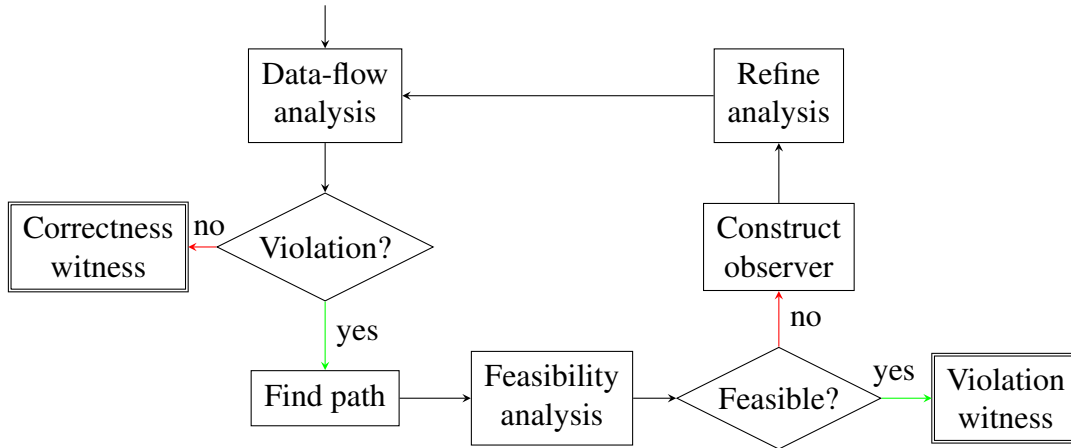 Data-flow
analysis
Refine
analysis
Correctness
witness
no
Violation?
Construct
observer
yes
no
Find path
Feasibility
analysis
Feasible?
yes
Violation
witness